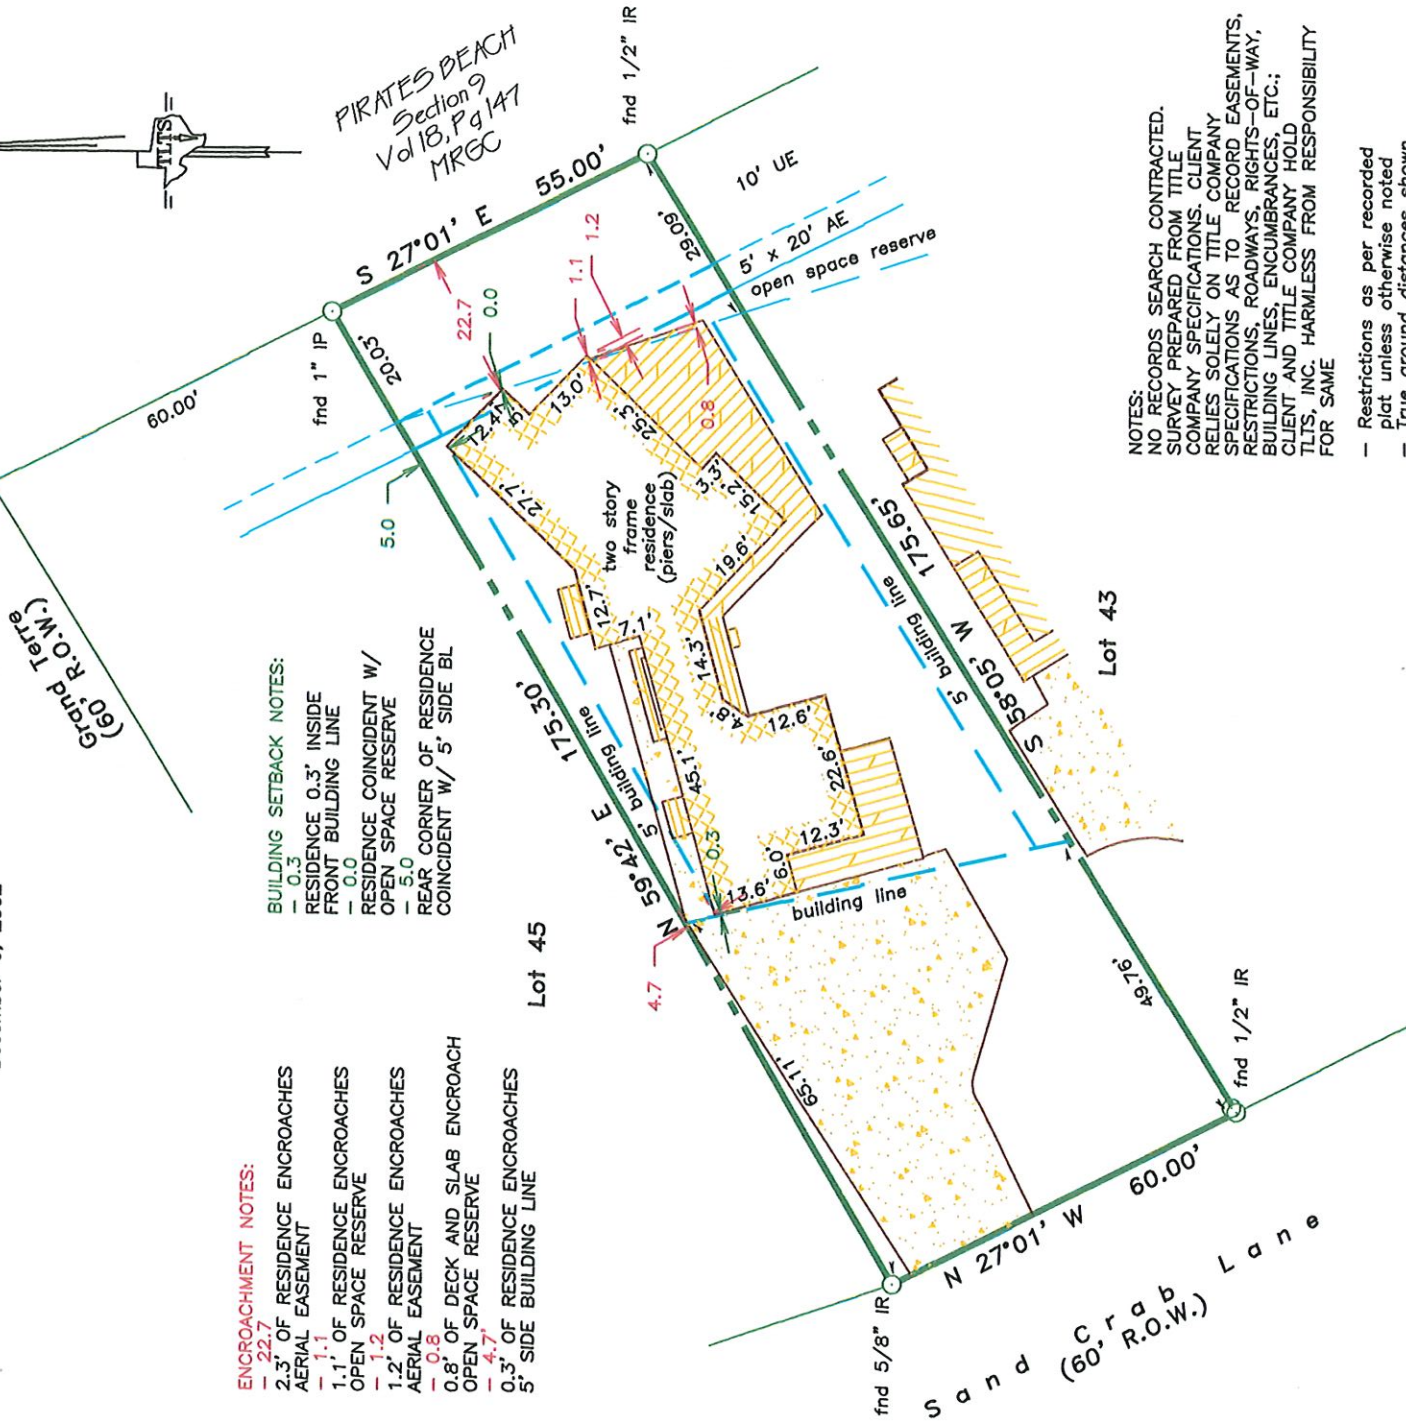 TLTS
PIRATES BEACH
Section 9
Vol 18, Pg 147
MRGC
fnd 1/2" IR
S 27°01' E
55.00'
10' UE
29.09'
5' x 20' AE
open space reserve
fnd 1" IP
20.03'
60.00'
Grand Terre
(60' R.O.W.)
22.7
0.0
1.1
1.2
0.8
5.0
12.4'
13.0'
25.3'
3.3'
15.2'
19.6'
27.7'
two story
frame
residence
(piers/slab)
7.1'
14.3'
4.8'
12.6'
22.6'
12.3'
6.0'
13.6'
45.1'
0.3
4.7
N 59°42' E
175.30'
5' building line
building line
S 58°05' W
175.65'
5' building line
Lot 43
Lot 45
65.11'
49.76'
fnd 1/2" IR
N 27°01' W
60.00'
fnd 5/8" IR
Sand Crab Lane
(60' R.O.W.)
BUILDING SETBACK NOTES:
- 0.3
RESIDENCE 0.3' INSIDE
FRONT BUILDING LINE
- 0.0
RESIDENCE COINCIDENT W/
OPEN SPACE RESERVE
- 5.0
REAR CORNER OF RESIDENCE
COINCIDENT W/ 5' SIDE BL
ENCROACHMENT NOTES:
- 22.7
2.3' OF RESIDENCE ENCROACHES
AERIAL EASEMENT
- 1.1
1.1' OF RESIDENCE ENCROACHES
OPEN SPACE RESERVE
- 1.2
1.2' OF RESIDENCE ENCROACHES
AERIAL EASEMENT
- 0.8
0.8' OF DECK AND SLAB ENCROACH
OPEN SPACE RESERVE
- 4.7'
0.3' OF RESIDENCE ENCROACHES
5' SIDE BUILDING LINE
NOTES:
NO RECORDS SEARCH CONTRACTED.
SURVEY PREPARED FROM TITLE
COMPANY SPECIFICATIONS. CLIENT
RELIES SOLELY ON TITLE COMPANY
SPECIFICATIONS AS TO RECORD EASEMENTS,
RESTRICTIONS, ROADWAYS, RIGHTS-OF-WAY,
BUILDING LINES, ENCUMBRANCES, ETC.;
CLIENT AND TITLE COMPANY HOLD
TLTS, INC. HARMLESS FROM RESPONSIBILITY
FOR SAME
- Restrictions as per recorded
plat unless otherwise noted
- True ground distances shown